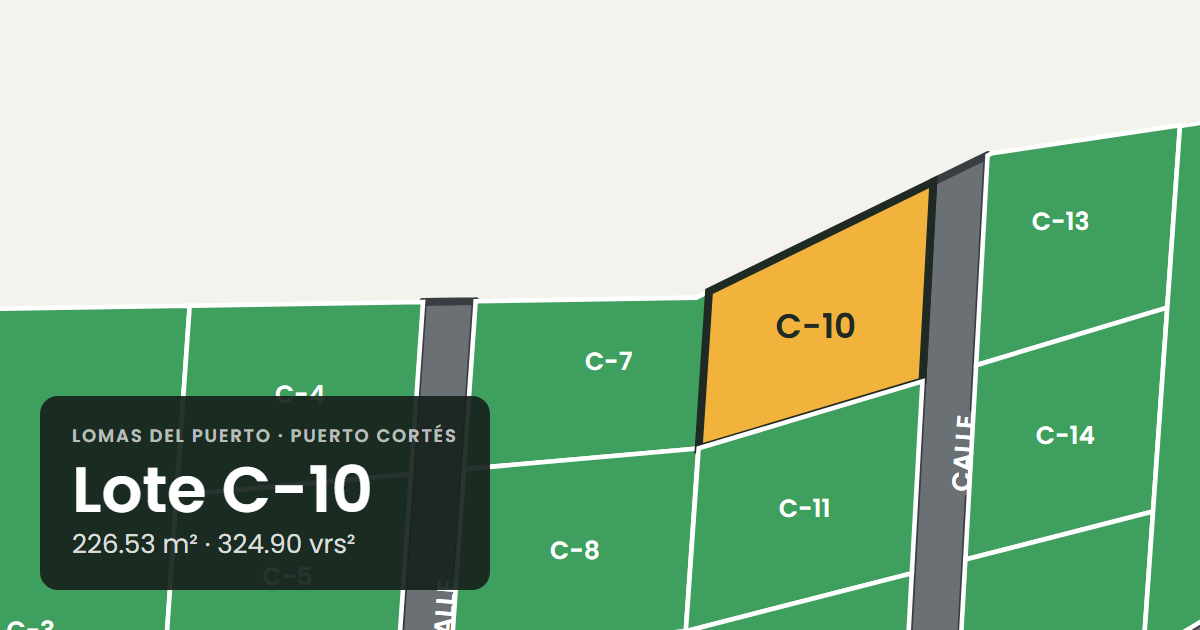 C-13
C-10
C-7
C-4
LOMAS DEL PUERTO · PUERTO CORTÉS
Lote C-10
226.53 m² · 324.90 vrs²
C-14
CALLE
C-11
C-8
C-5
C-3